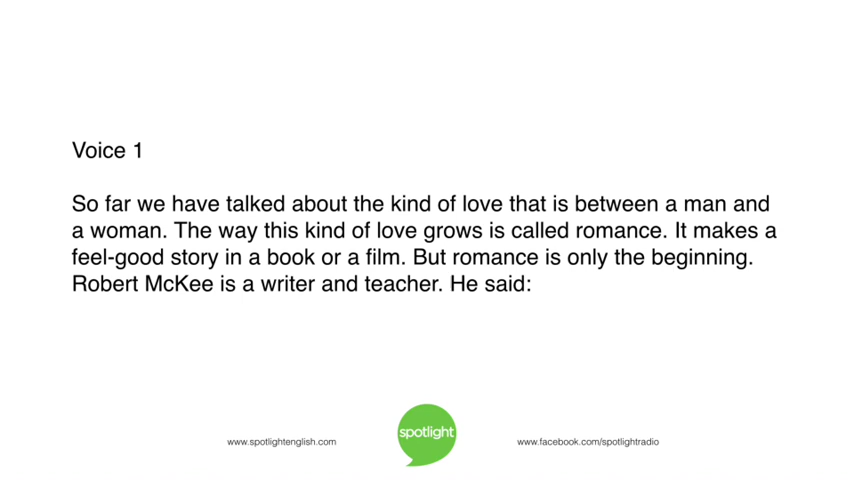 Voice 1
So far we have talked about the kind of love that is between a man and
a woman. The way this kind of love grows is called romance. It makes a
feel-good story in a book or a film. But romance is only the beginning.
Robert McKee is a writer and teacher. He said:
spotlight
www.spotlightenglish.com
www.facebook.com/spotlightradio